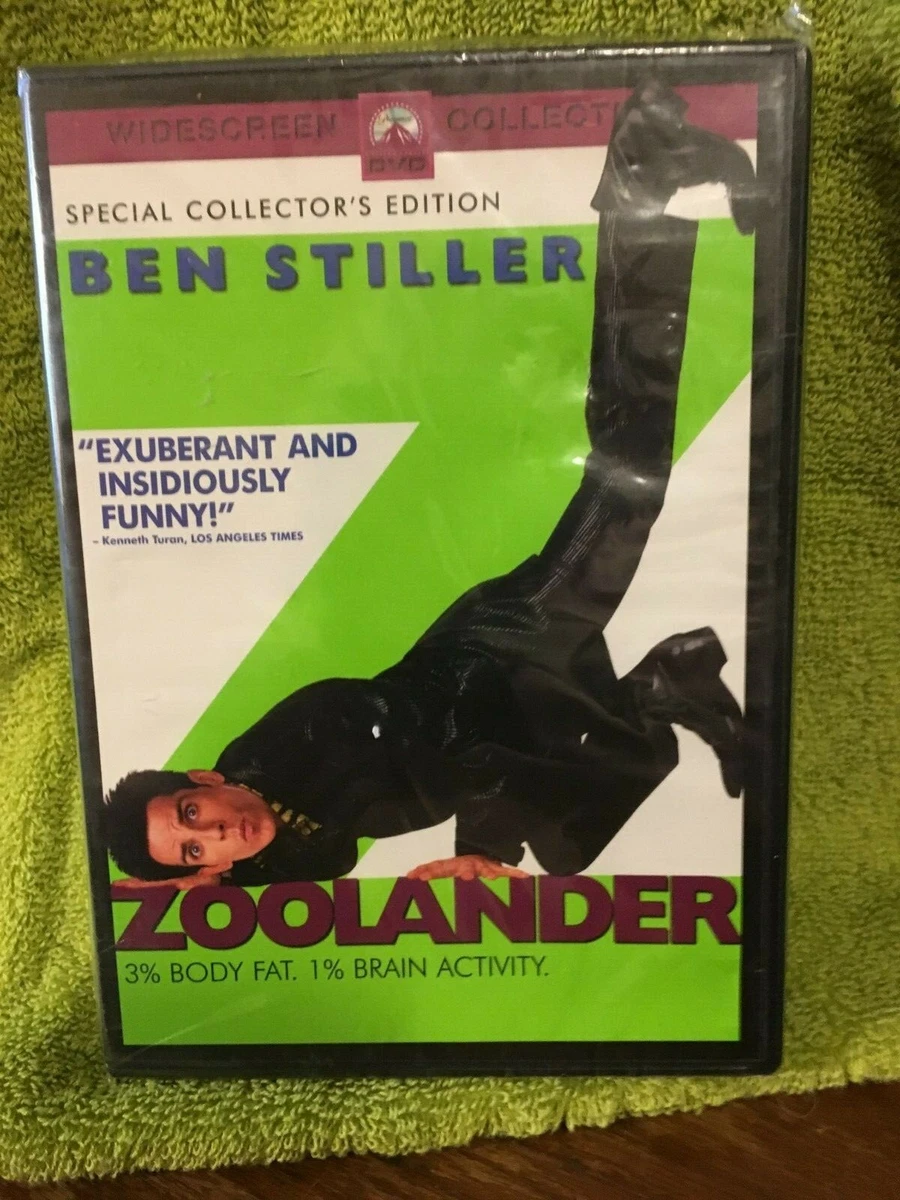 WIDESCREEN DVD COLLECTI
SPECIAL COLLECTOR'S EDITION
BEN STILLER
“EXUBERANT AND
INSIDIOUSLY
FUNNY!”
– Kenneth Turan, LOS ANGELES TIMES
ZOOLANDER
3% BODY FAT. 1% BRAIN ACTIVITY.